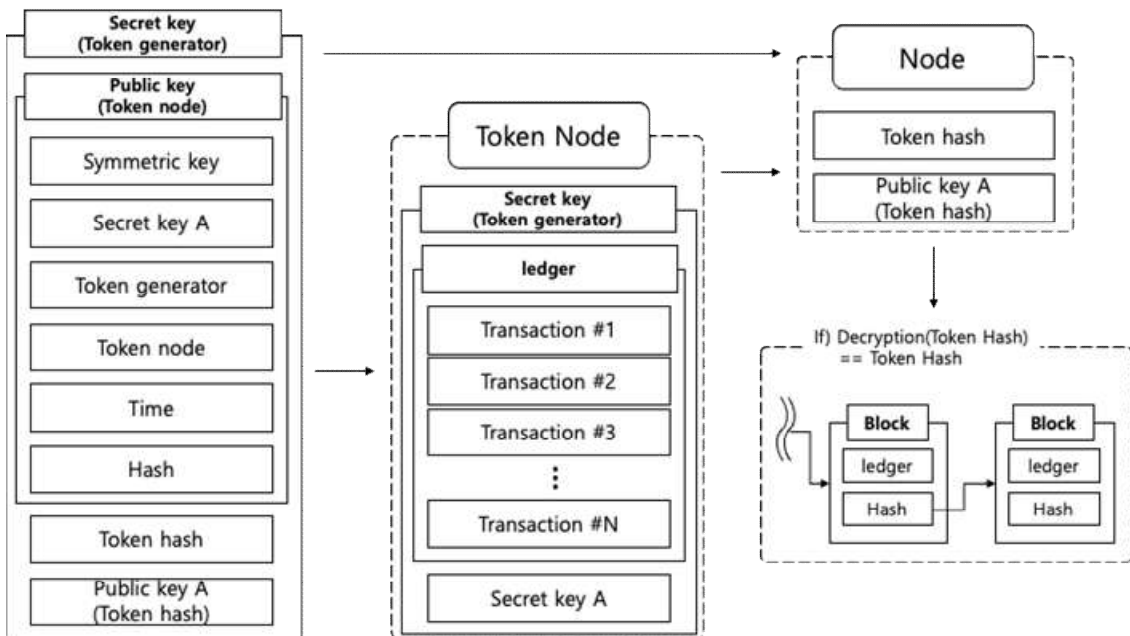 Secret key
(Token generator)
Public key
(Token node)
Symmetric key
Secret key A
Token generator
Token node
Time
Hash
Token hash
Public key A
(Token hash)
Token Node
Secret key
(Token generator)
ledger
Transaction #1
Transaction #2
Transaction #3
Transaction #N
Secret key A
Node
Token hash
Public key A
(Token hash)
If) Decryption(Token Hash)
== Token Hash
Block
ledger
Hash
Block
ledger
Hash